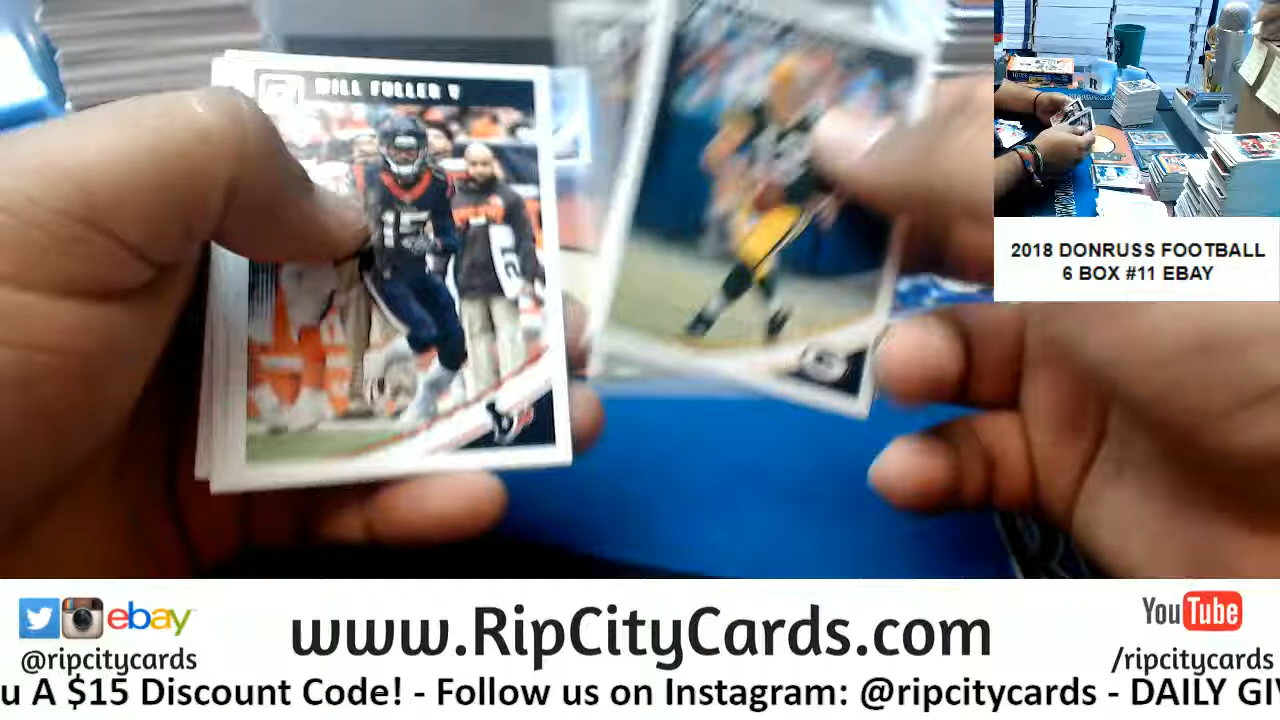 WILL FULLER V
15
2018 DONRUSS FOOTBALL
6 BOX #11 EBAY
ebay
www.RipCityCards.com
YouTube
@ripcitycards
/ripcitycards
u A $15 Discount Code! - Follow us on Instagram: @ripcitycards - DAILY GIV